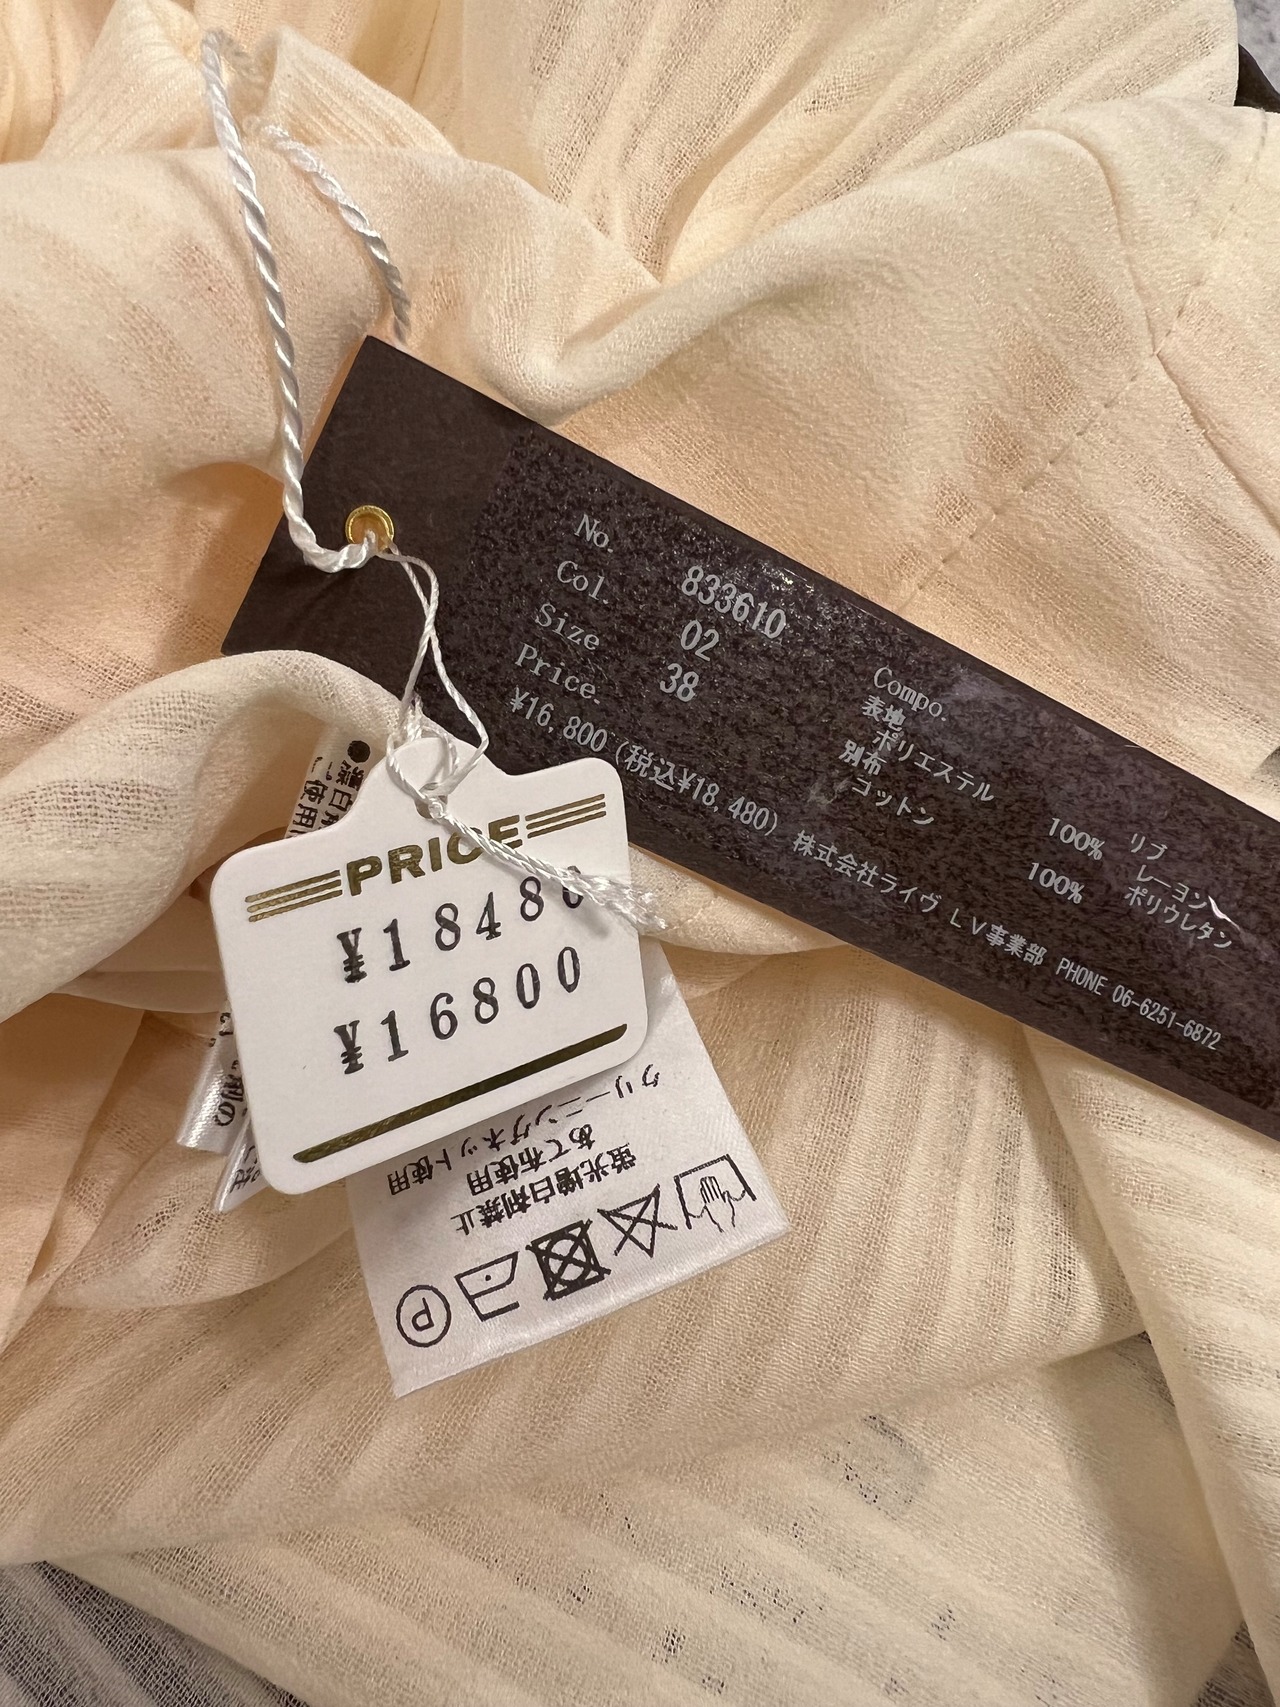 No. 833610
Col. 02
Size 38
Price.
¥16,800(税込¥18,480)
Compo.
表地
ポリエステル 100%
別布
コットン 100%
リブ
レーヨン
ポリウレタン
株式会社ライヴ LV事業部 PHONE 06-6251-6872
PRICE
¥18480
¥16800
クリーニングネット使用
あて布使用
蛍光増白剤禁止
P